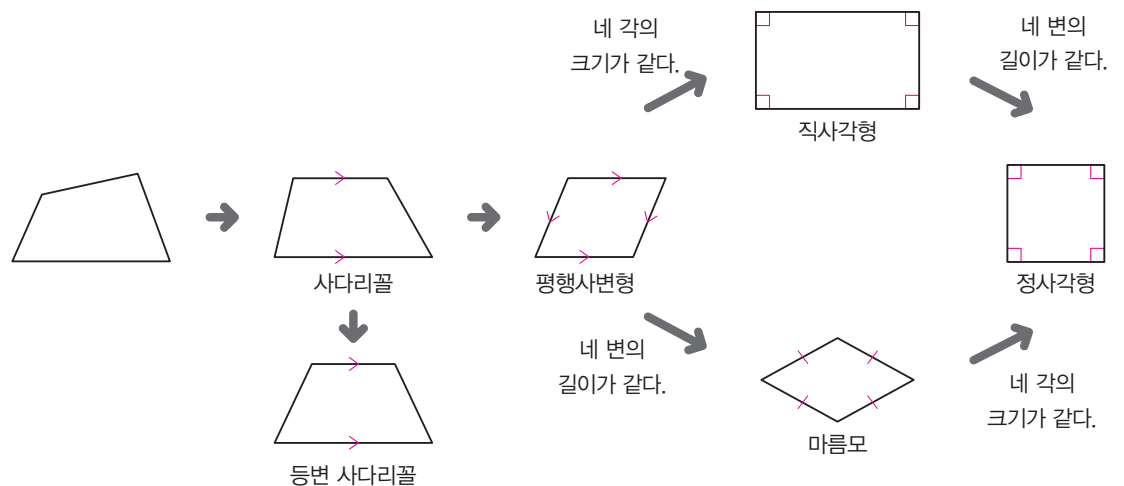 네 각의
크기가 같다.
직사각형
네 변의
길이가 같다.
사다리꼴
평행사변형
정사각형
네 변의
길이가 같다.
마름모
네 각의
크기가 같다.
등변 사다리꼴